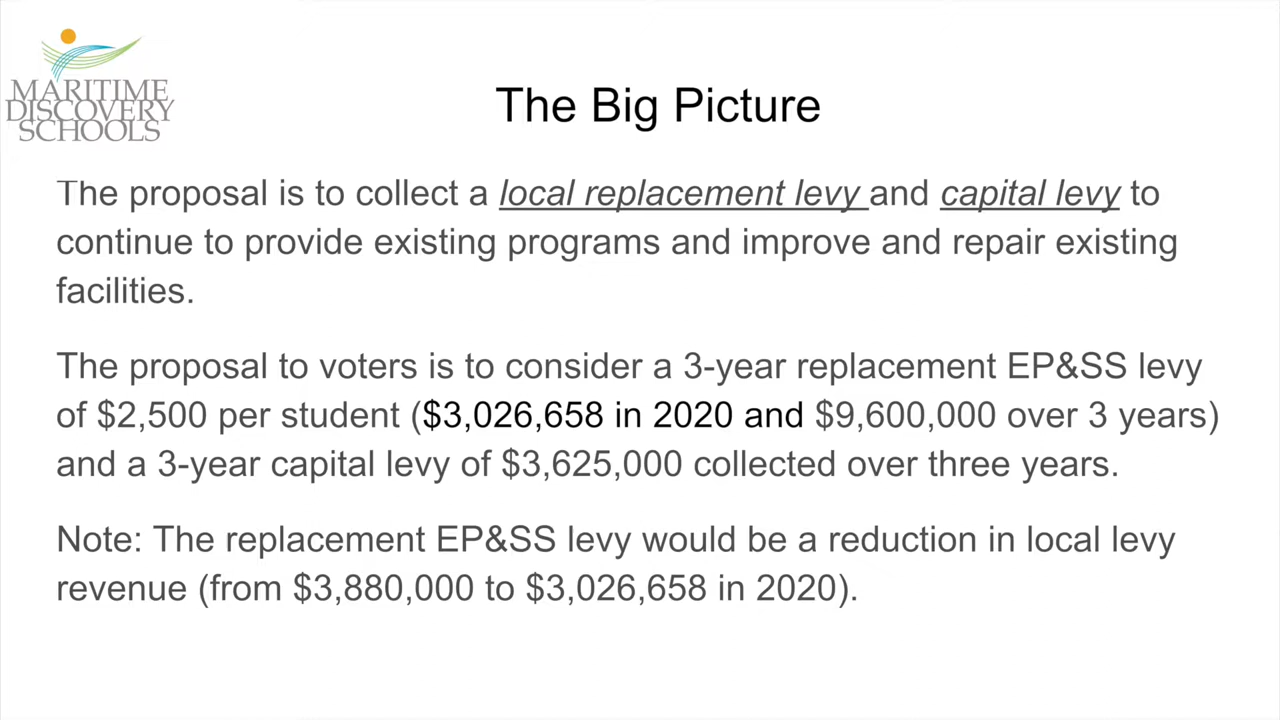 MARITIME
DISCOVERY
SCHOOLS
The Big Picture
The proposal is to collect a local replacement levy and capital levy to
continue to provide existing programs and improve and repair existing
facilities.
The proposal to voters is to consider a 3-year replacement EP&SS levy
of $2,500 per student ($3,026,658 in 2020 and $9,600,000 over 3 years)
and a 3-year capital levy of $3,625,000 collected over three years.
Note: The replacement EP&SS levy would be a reduction in local levy
revenue (from $3,880,000 to $3,026,658 in 2020).